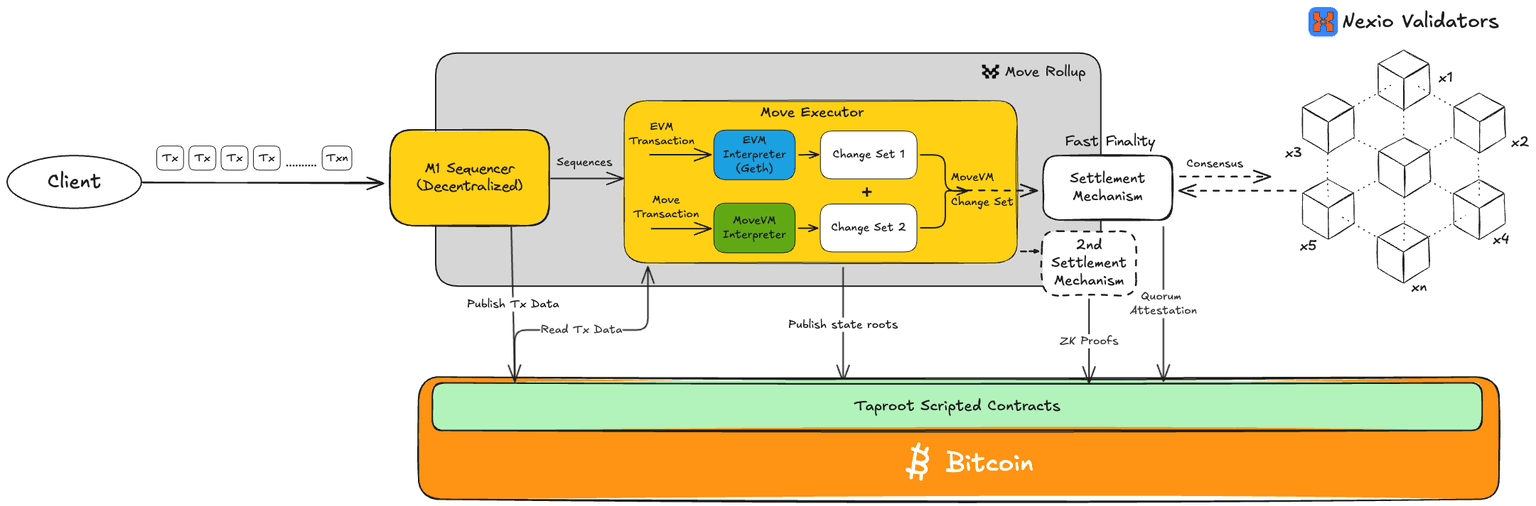 Nexio Validators
Move Rollup
Client
Tx Tx Tx Tx ......... Txn
M1 Sequencer
(Decentralized)
Sequences
Move Executor
EVM
Transaction
EVM
Interpreter
(Geth)
Change Set 1
+
Move
Transaction
MoveVM
Interpreter
Change Set 2
MoveVM
Change Set
Fast Finality
Settlement
Mechanism
2nd
Settlement
Mechanism
Consensus
x1
x2
x3
x4
x5
xn
Publish Tx Data
Read Tx Data
Publish state roots
ZK Proofs
Quorum
Attestation
Taproot Scripted Contracts
Bitcoin